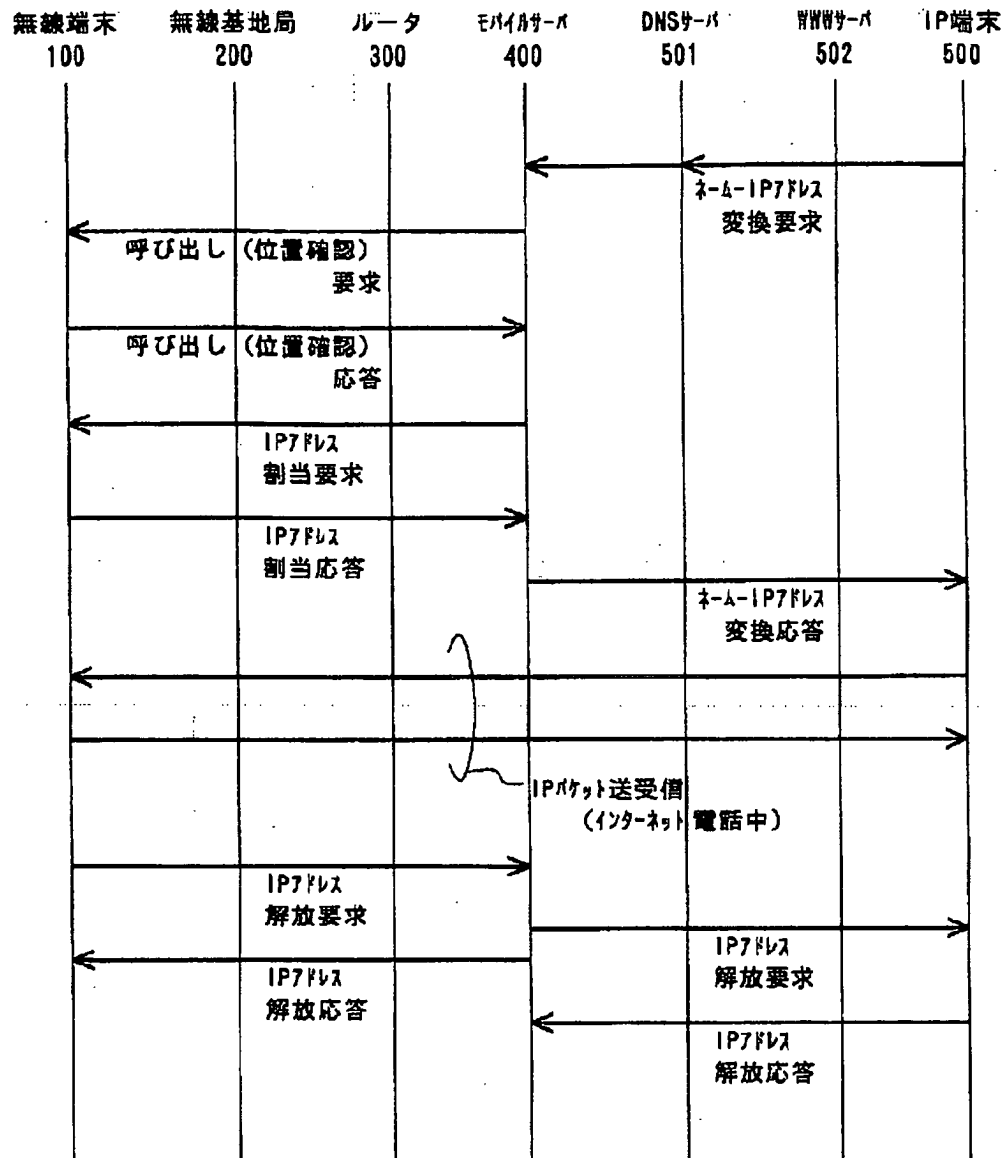 無線端末 無線基地局 ルータ モバイルサーバ DNSサーバ WWWサーバ IP端末
100 200 300 400 501 502 500
ネーム-IPアドレス
変換要求
呼び出し(位置確認)
要求
呼び出し(位置確認)
応答
IPアドレス
割当要求
IPアドレス
割当応答
ネーム-IPアドレス
変換応答
IPパケット送受信
(インターネット電話中)
IPアドレス
解放要求
IPアドレス
解放要求
IPアドレス
解放応答
IPアドレス
解放応答